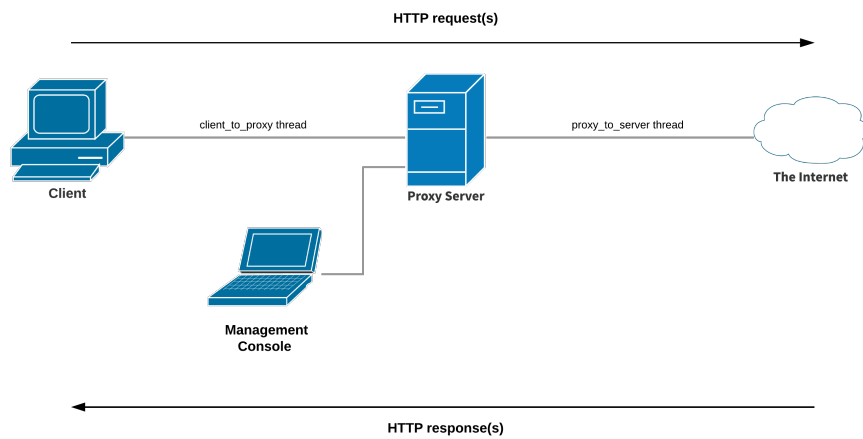 HTTP request(s)
client_to_proxy thread
proxy_to_server thread
Client
Proxy Server
The Internet
Management
Console
HTTP response(s)